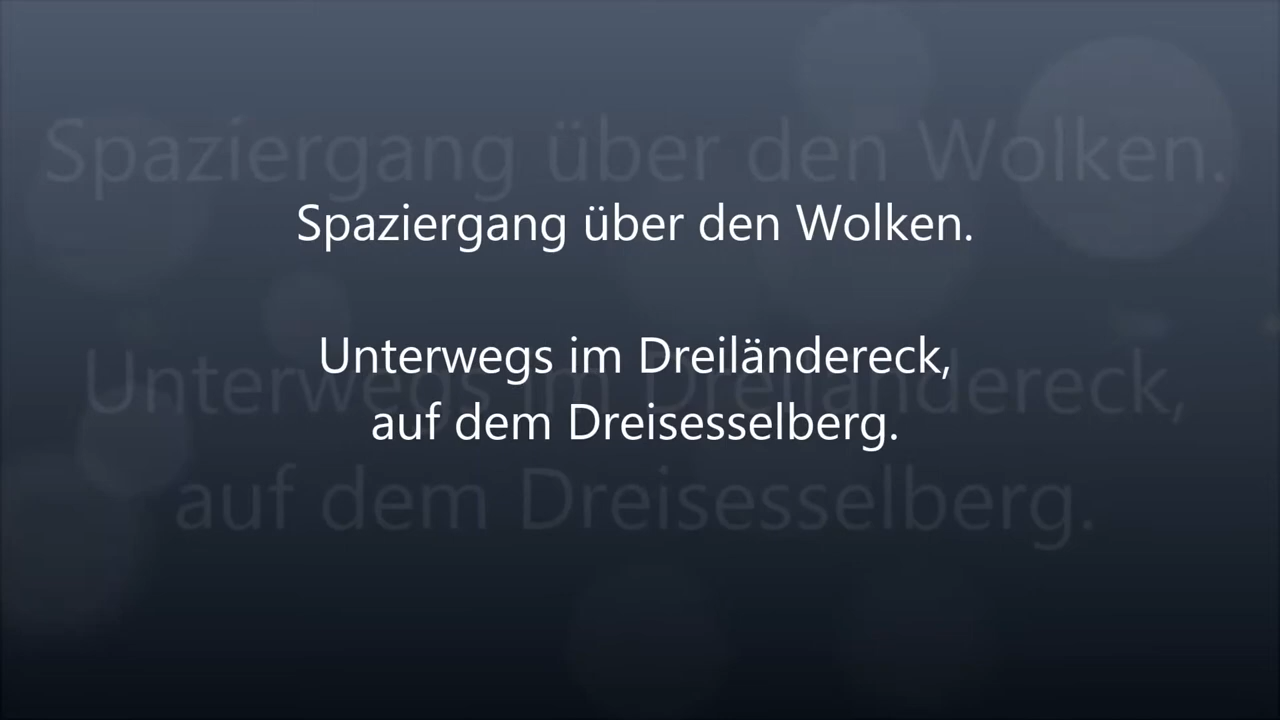 Spaziergang über den Wolken.
Unterwegs im Dreiländereck,
auf dem Dreisesselberg.